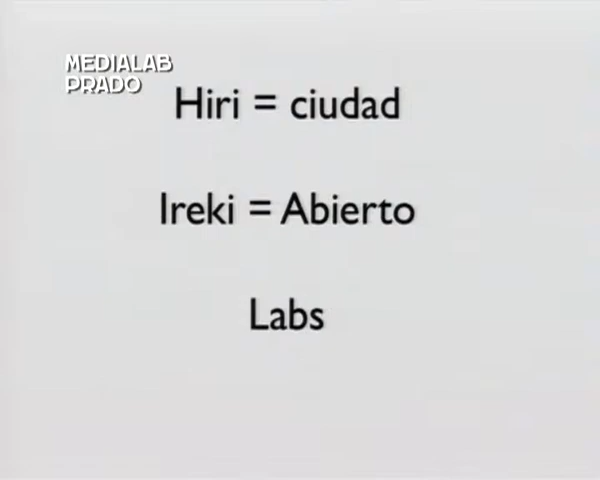 MEDIALAB
PRADO
Hiri = ciudad
Ireki = Abierto
Labs